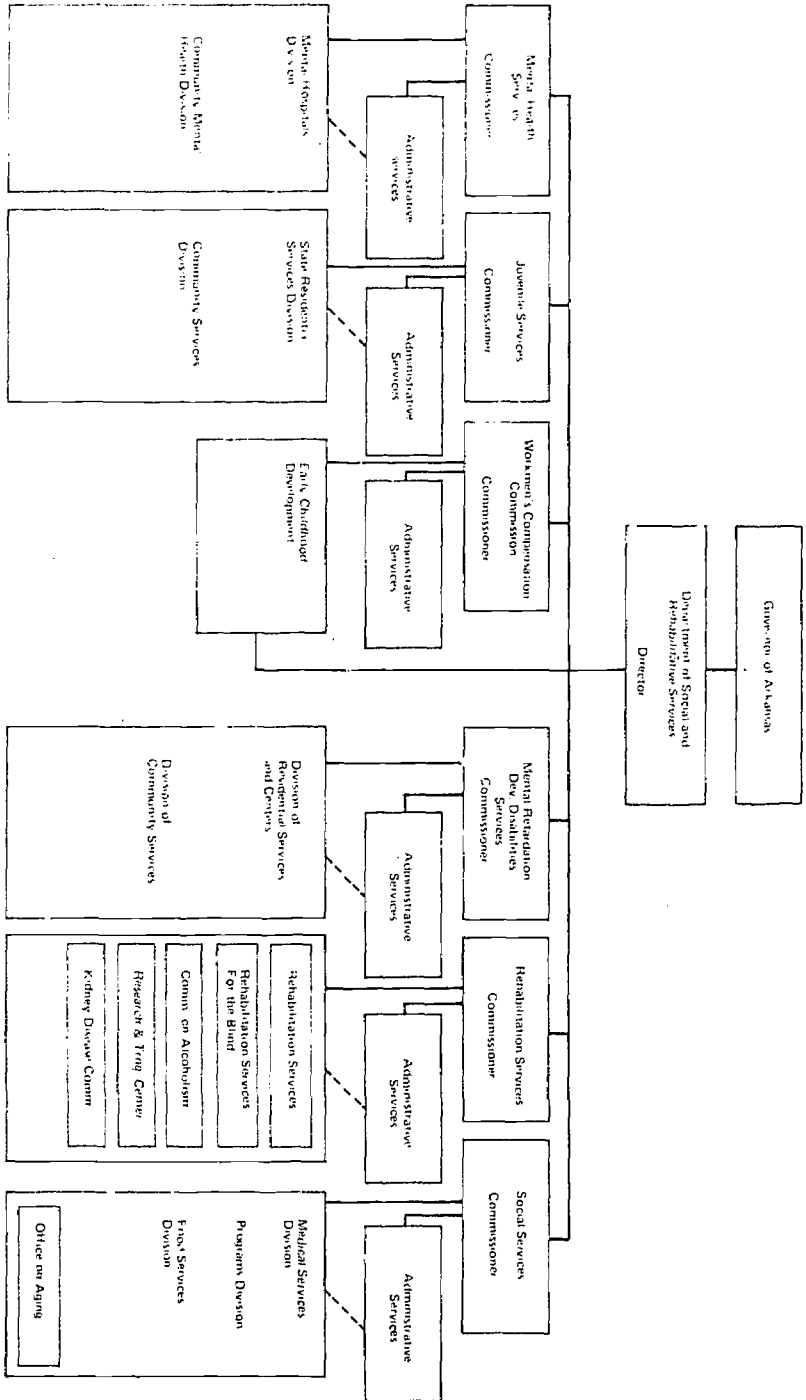 Governor of Arkansas
Department of Social and
Rehabilitative Services
Director
Mental Health
Services
Commissioner
Juvenile Services
Commissioner
Workmen's Compensation
Commission
Commissioner
Mental Retardation
Dev. Disabilities
Services
Commissioner
Rehabilitation Services
Commissioner
Social Services
Commissioner
Administrative
Services
Administrative
Services
Administrative
Services
Administrative
Services
Administrative
Services
Administrative
Services
Mental Hospitals
Division
Community Mental
Health Division
State Residential
Services Division
Community Services
Division
Early Childhood
Development
Division of
Residential Services
and Centers
Division of
Community Services
Rehabilitation Services
Rehabilitation Services
For the Blind
Comm. on Alcoholism
Research & Trng. Center
Kidney Disease Comm
Medical Services
Division
Programs Division
Food Services
Division
Office on Aging